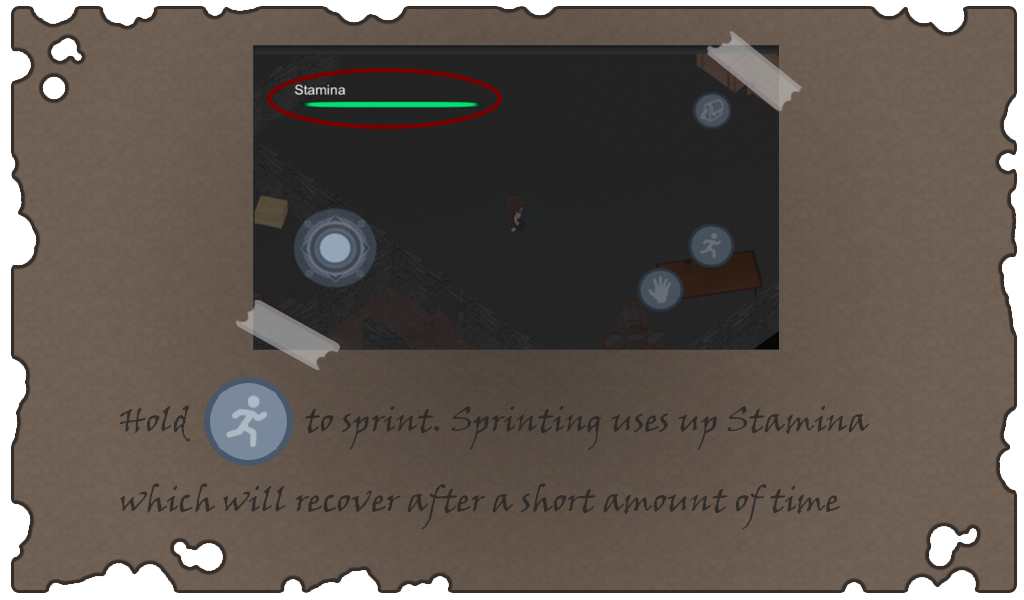 Stamina
Hold to sprint. Sprinting uses up Stamina
which will recover after a short amount of time